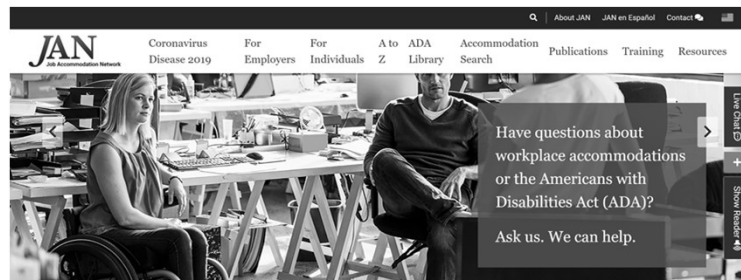 About JAN JAN en Español Contact
JAN
Job Accommodation Network
Coronavirus
Disease 2019
For
Employers
For
Individuals
A to
Z
ADA
Library
Accommodation
Search
Publications
Training
Resources
Have questions about
workplace accommodations
or the Americans with
Disabilities Act (ADA)?
Ask us. We can help.
Live Chat
Show Reader